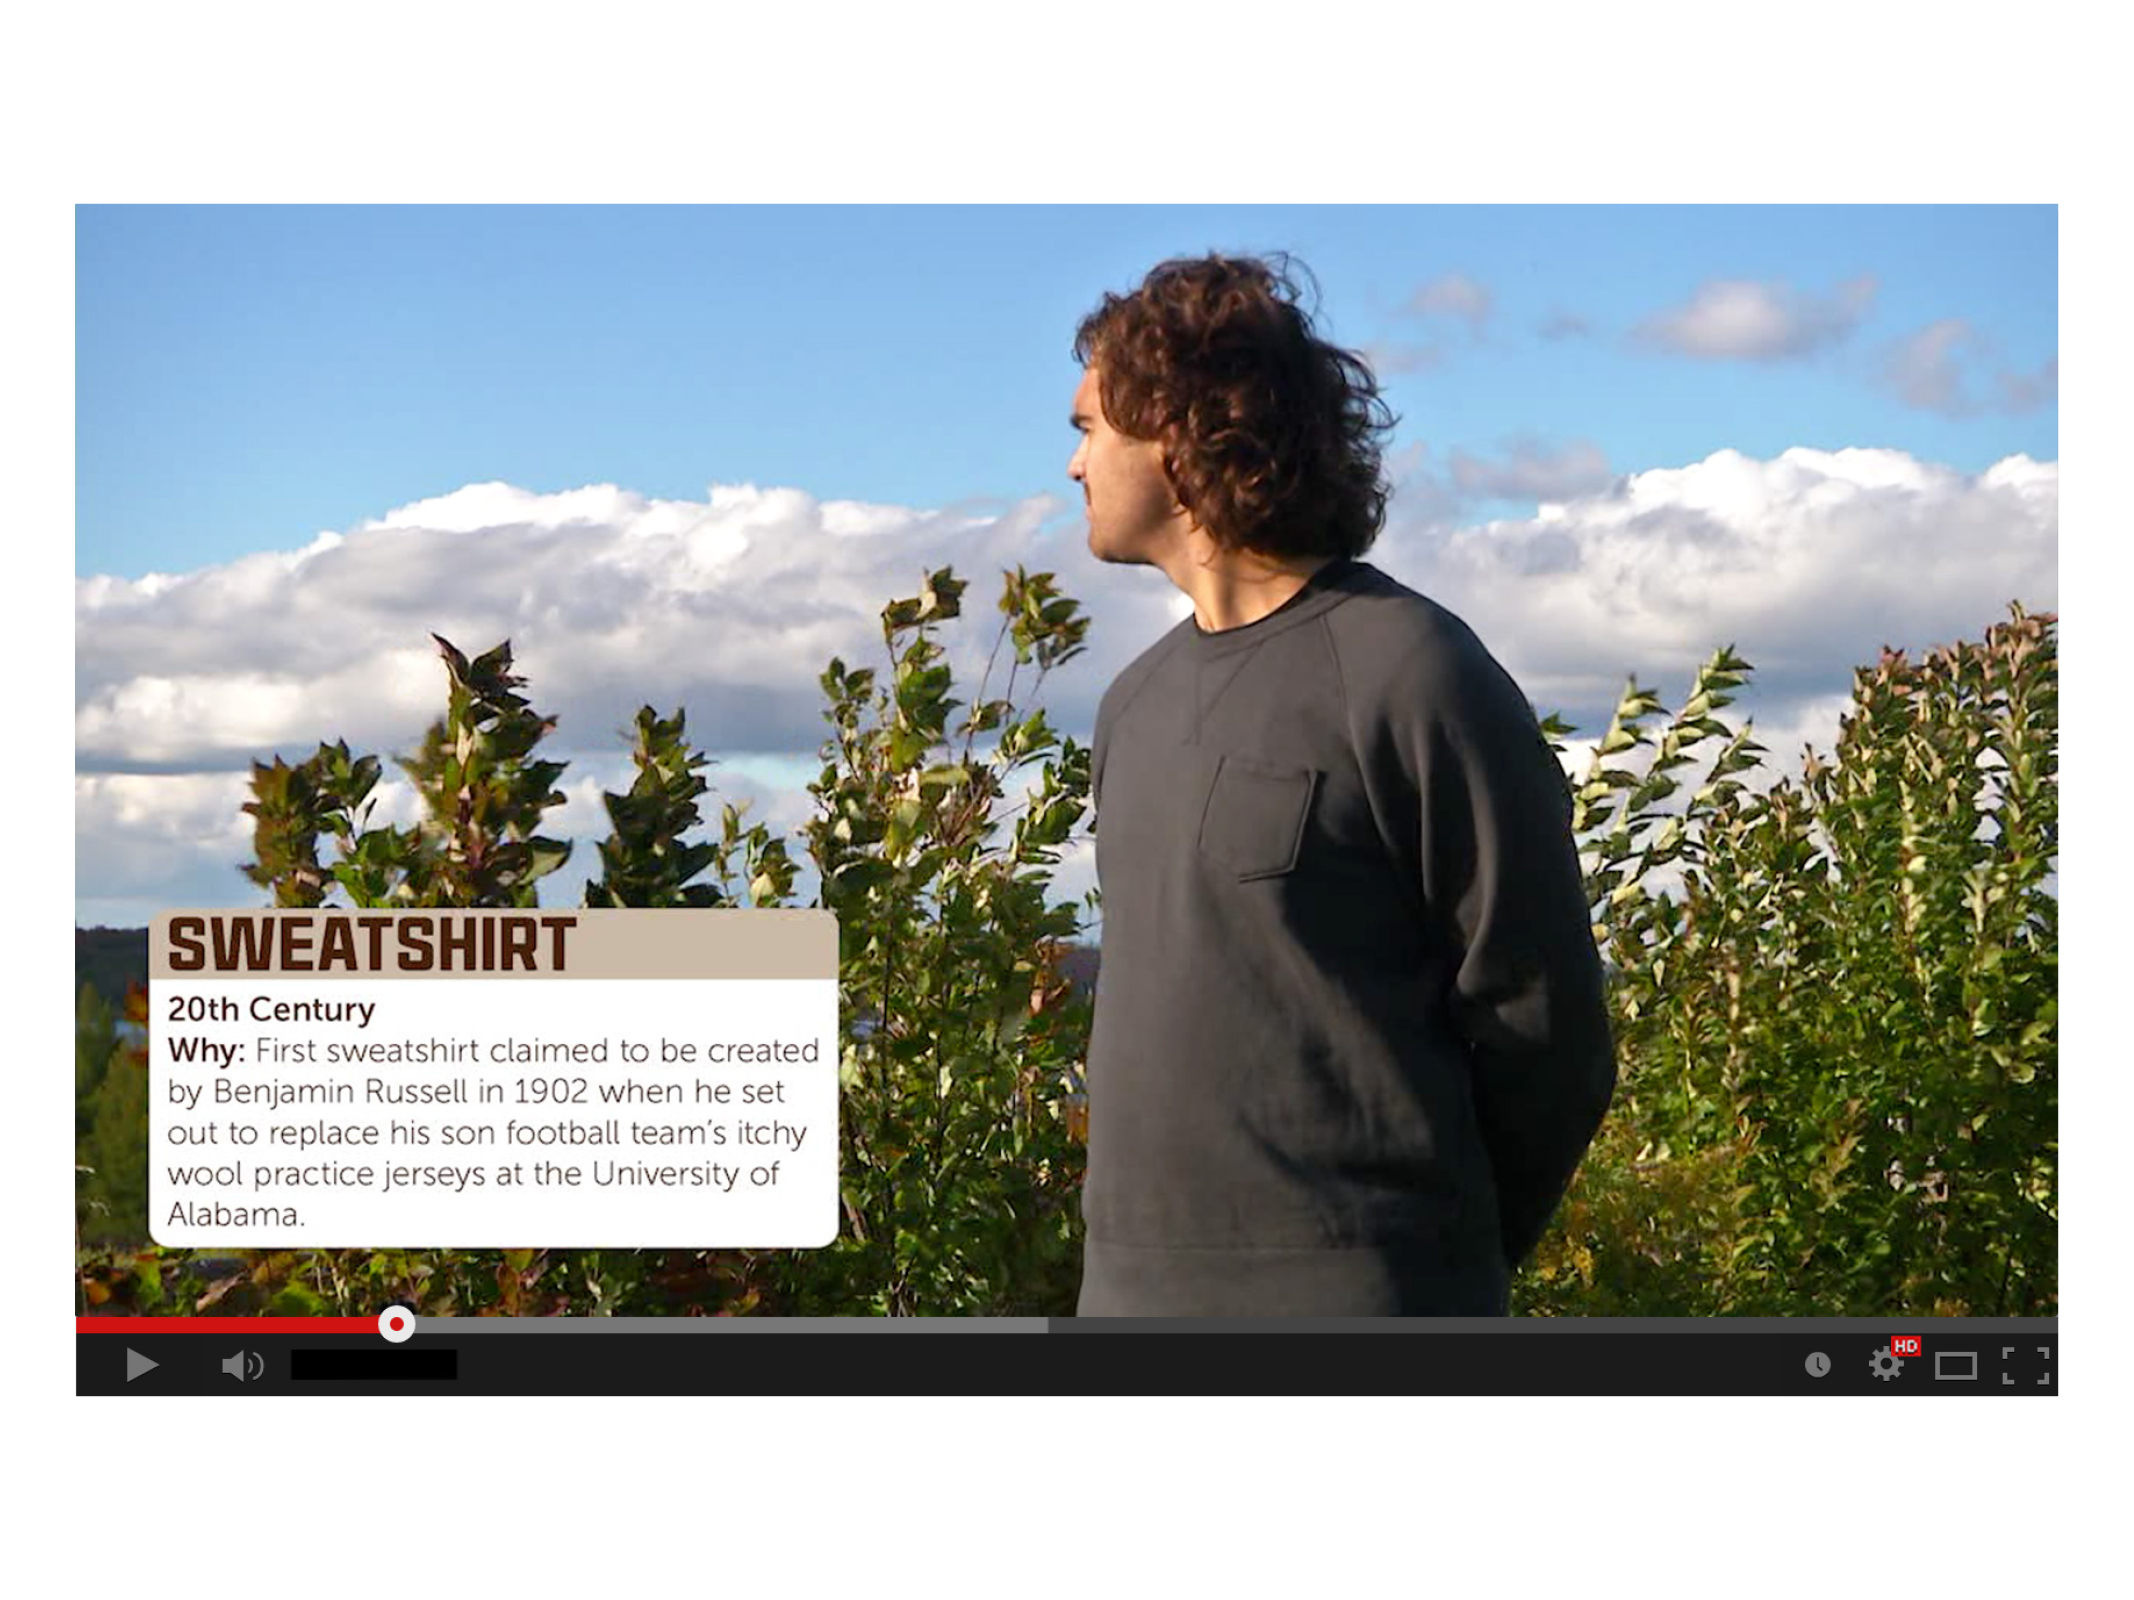 SWEATSHIRT
20th Century
Why: First sweatshirt claimed to be created
by Benjamin Russell in 1902 when he set
out to replace his son football team's itchy
wool practice jerseys at the University of
Alabama.
HD